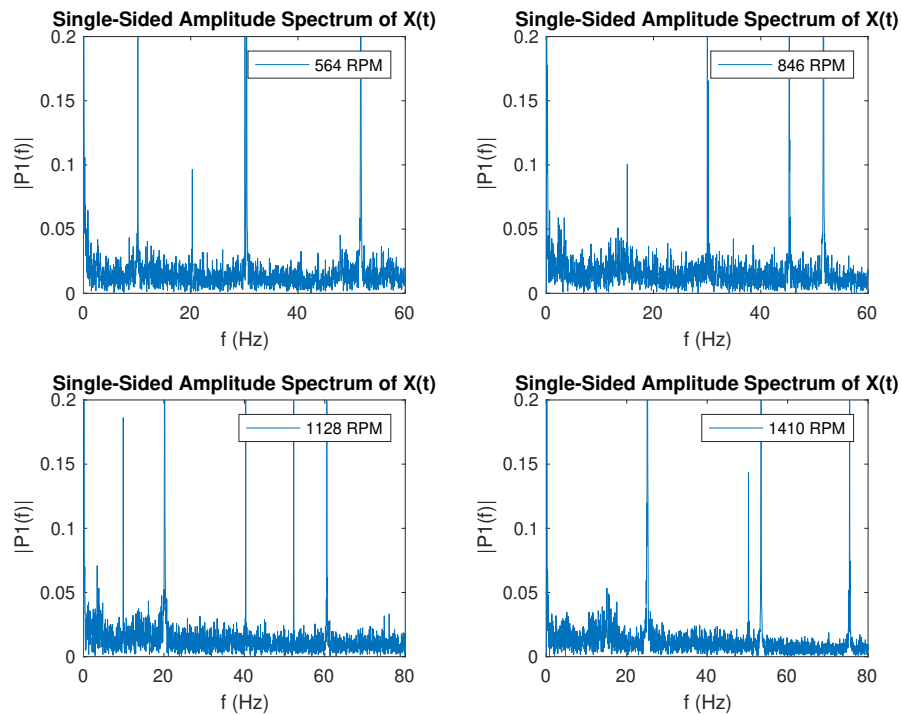 Single-Sided Amplitude Spectrum of X(t)
0.2
0.15
0.1
0.05
0
|P1(f)|
564 RPM
0 20 40 60
f (Hz)
Single-Sided Amplitude Spectrum of X(t)
0.2
0.15
0.1
0.05
0
|P1(f)|
846 RPM
0 20 40 60
f (Hz)
Single-Sided Amplitude Spectrum of X(t)
0.2
0.15
0.1
0.05
0
|P1(f)|
1128 RPM
0 20 40 60 80
f (Hz)
Single-Sided Amplitude Spectrum of X(t)
0.2
0.15
0.1
0.05
0
|P1(f)|
1410 RPM
0 20 40 60 80
f (Hz)